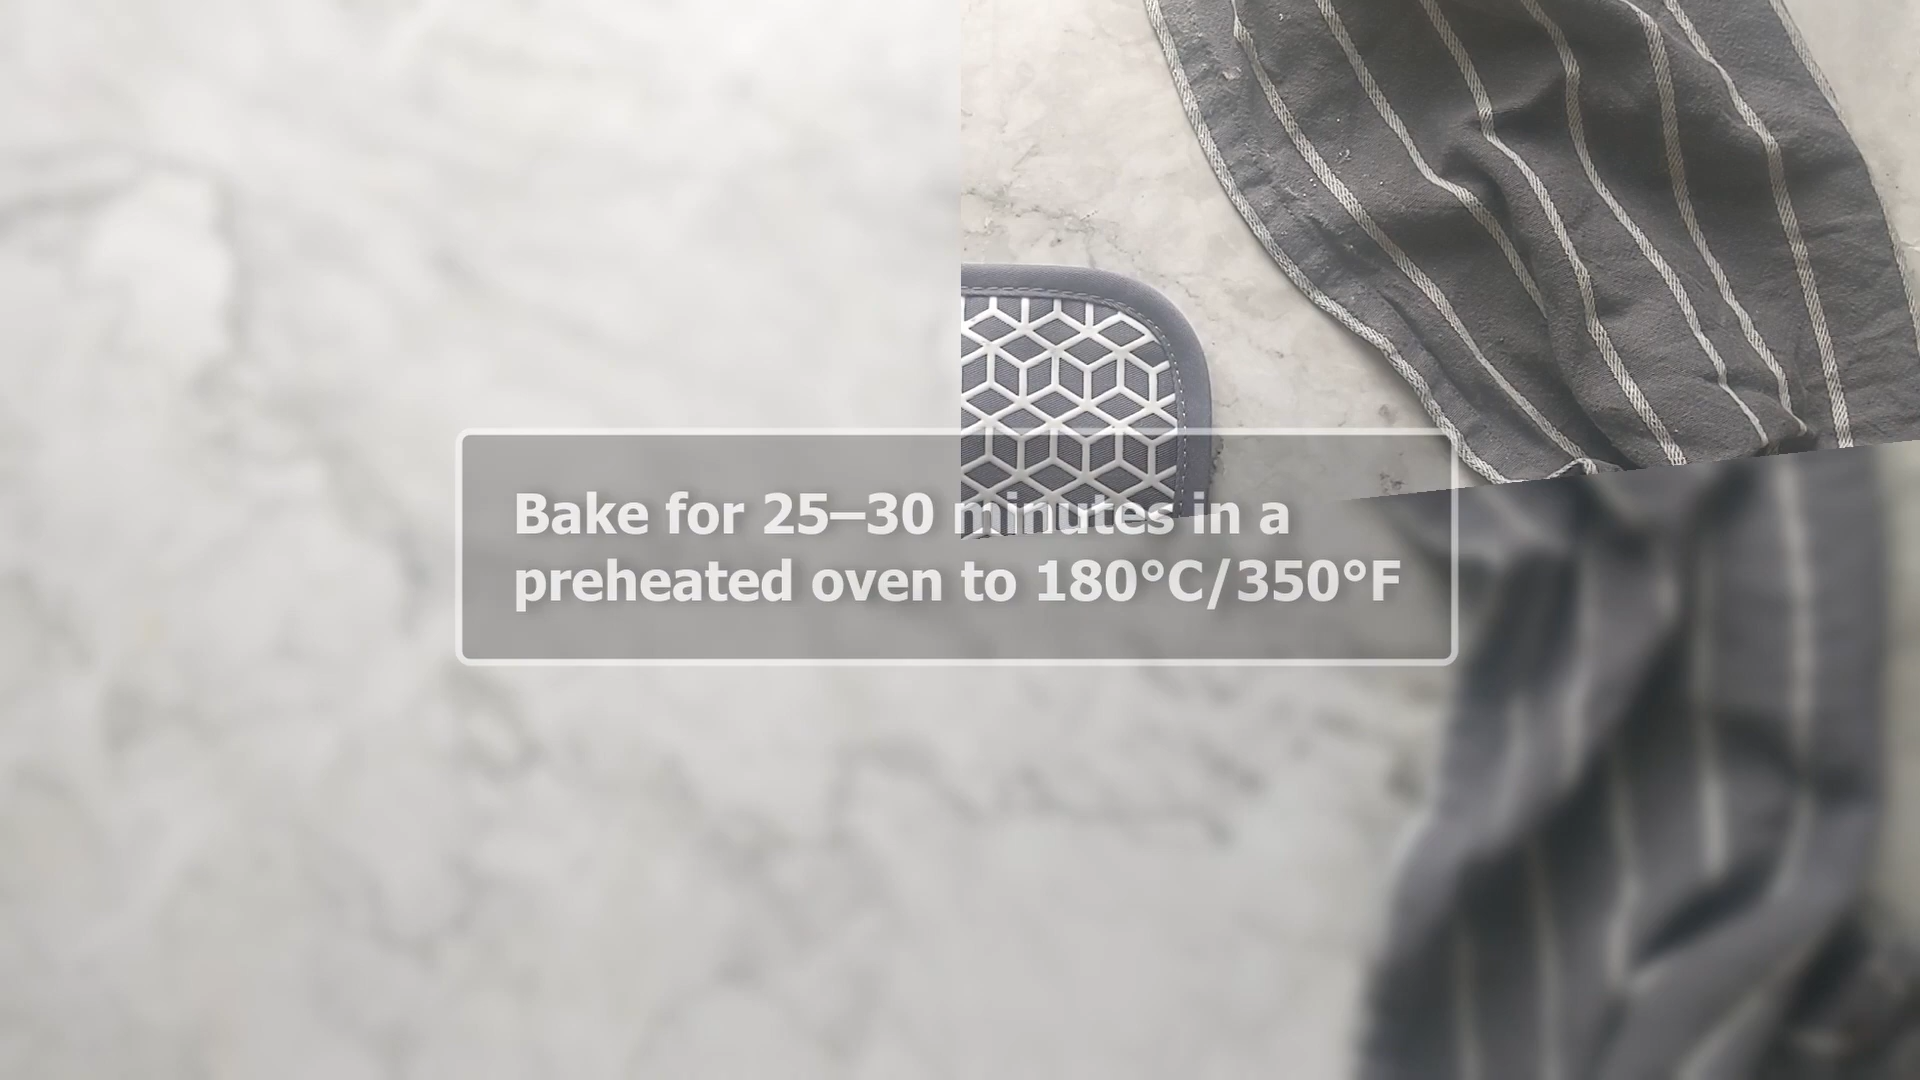 Bake for 25–30 minutes in a
preheated oven to 180°C/350°F